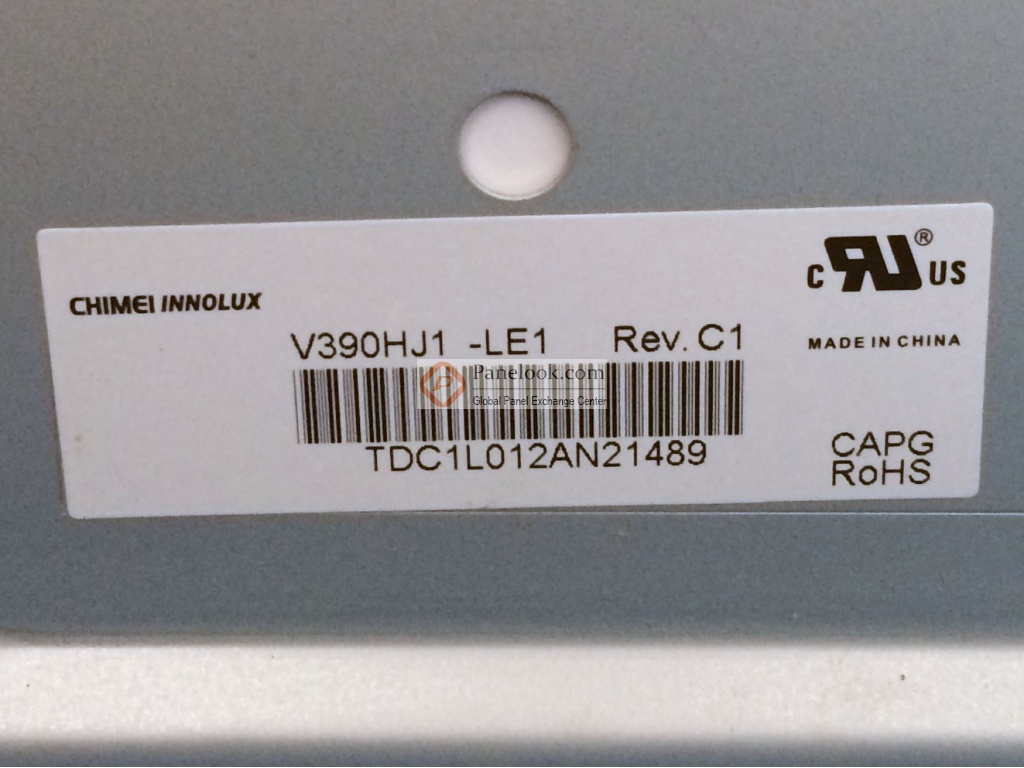 CHIMEI INNOLUX
V390HJ1 -LE1 Rev. C1
TDC1L012AN21489
Panelook.com
Global Panel Exchange Center
C RU® US
MADE IN CHINA
CAPG
RoHS